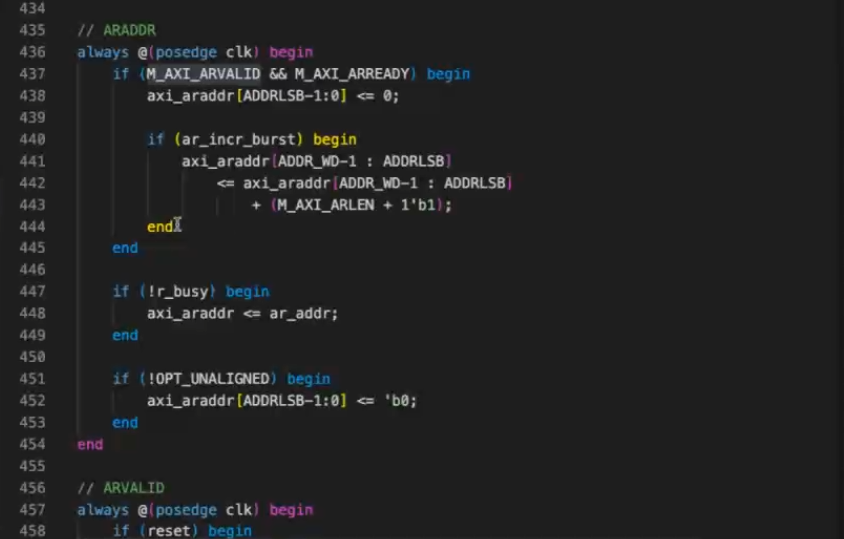 434
435 // ARADDR
436 always @(posedge clk) begin
437     if (M_AXI_ARVALID && M_AXI_ARREADY) begin
438         axi_araddr[ADDRLSB-1:0] <= 0;
439
440         if (ar_incr_burst) begin
441             axi_araddr[ADDR_WD-1 : ADDRLSB]
442                 <= axi_araddr[ADDR_WD-1 : ADDRLSB]
443                     + (M_AXI_ARLEN + 1'b1);
444         end
445     end
446
447     if (!r_busy) begin
448         axi_araddr <= ar_addr;
449     end
450
451     if (!OPT_UNALIGNED) begin
452         axi_araddr[ADDRLSB-1:0] <= 'b0;
453     end
454 end
455
456 // ARVALID
457 always @(posedge clk) begin
458     if (reset) begin